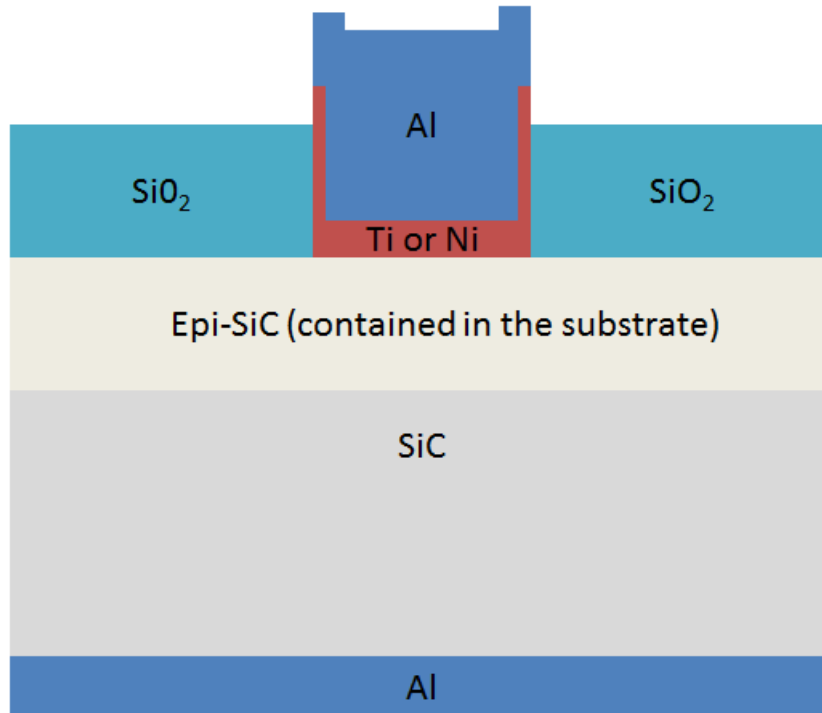 Al
Si0₂
SiO₂
Ti or Ni
Epi-SiC (contained in the substrate)
SiC
Al